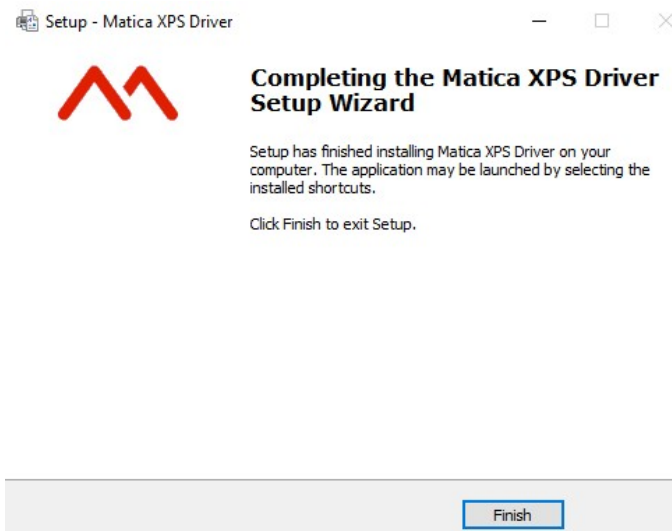 Setup - Matica XPS Driver
Completing the Matica XPS Driver
Setup Wizard
Setup has finished installing Matica XPS Driver on your
computer. The application may be launched by selecting the
installed shortcuts.
Click Finish to exit Setup.
Finish